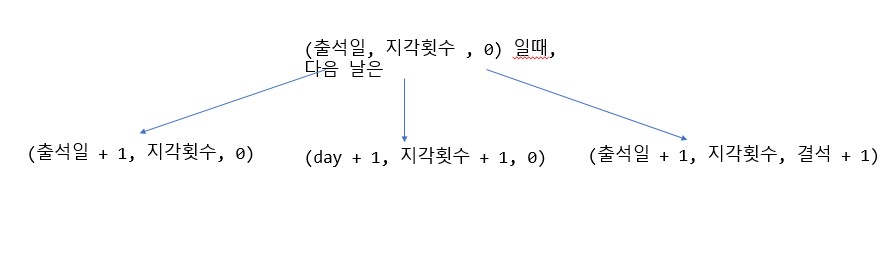 (출석일, 지각횟수 , 0) 일때,
다음 날은
(출석일 + 1, 지각횟수, 0)
(day + 1, 지각횟수 + 1, 0)
(출석일 + 1, 지각횟수, 결석 + 1)